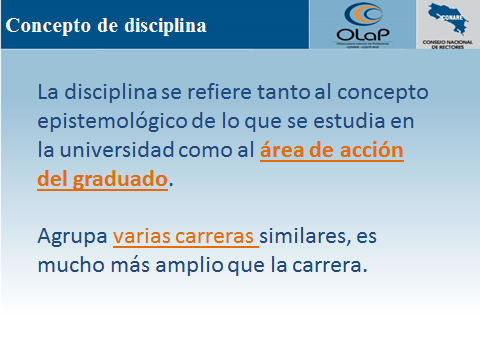 Concepto de disciplina
OLaP
CONARE
CONSEJO NACIONAL
DE RECTORES
La disciplina se refiere tanto al concepto
epistemológico de lo que se estudia en
la universidad como al área de acción
del graduado.
Agrupa varias carreras similares, es
mucho más amplio que la carrera.